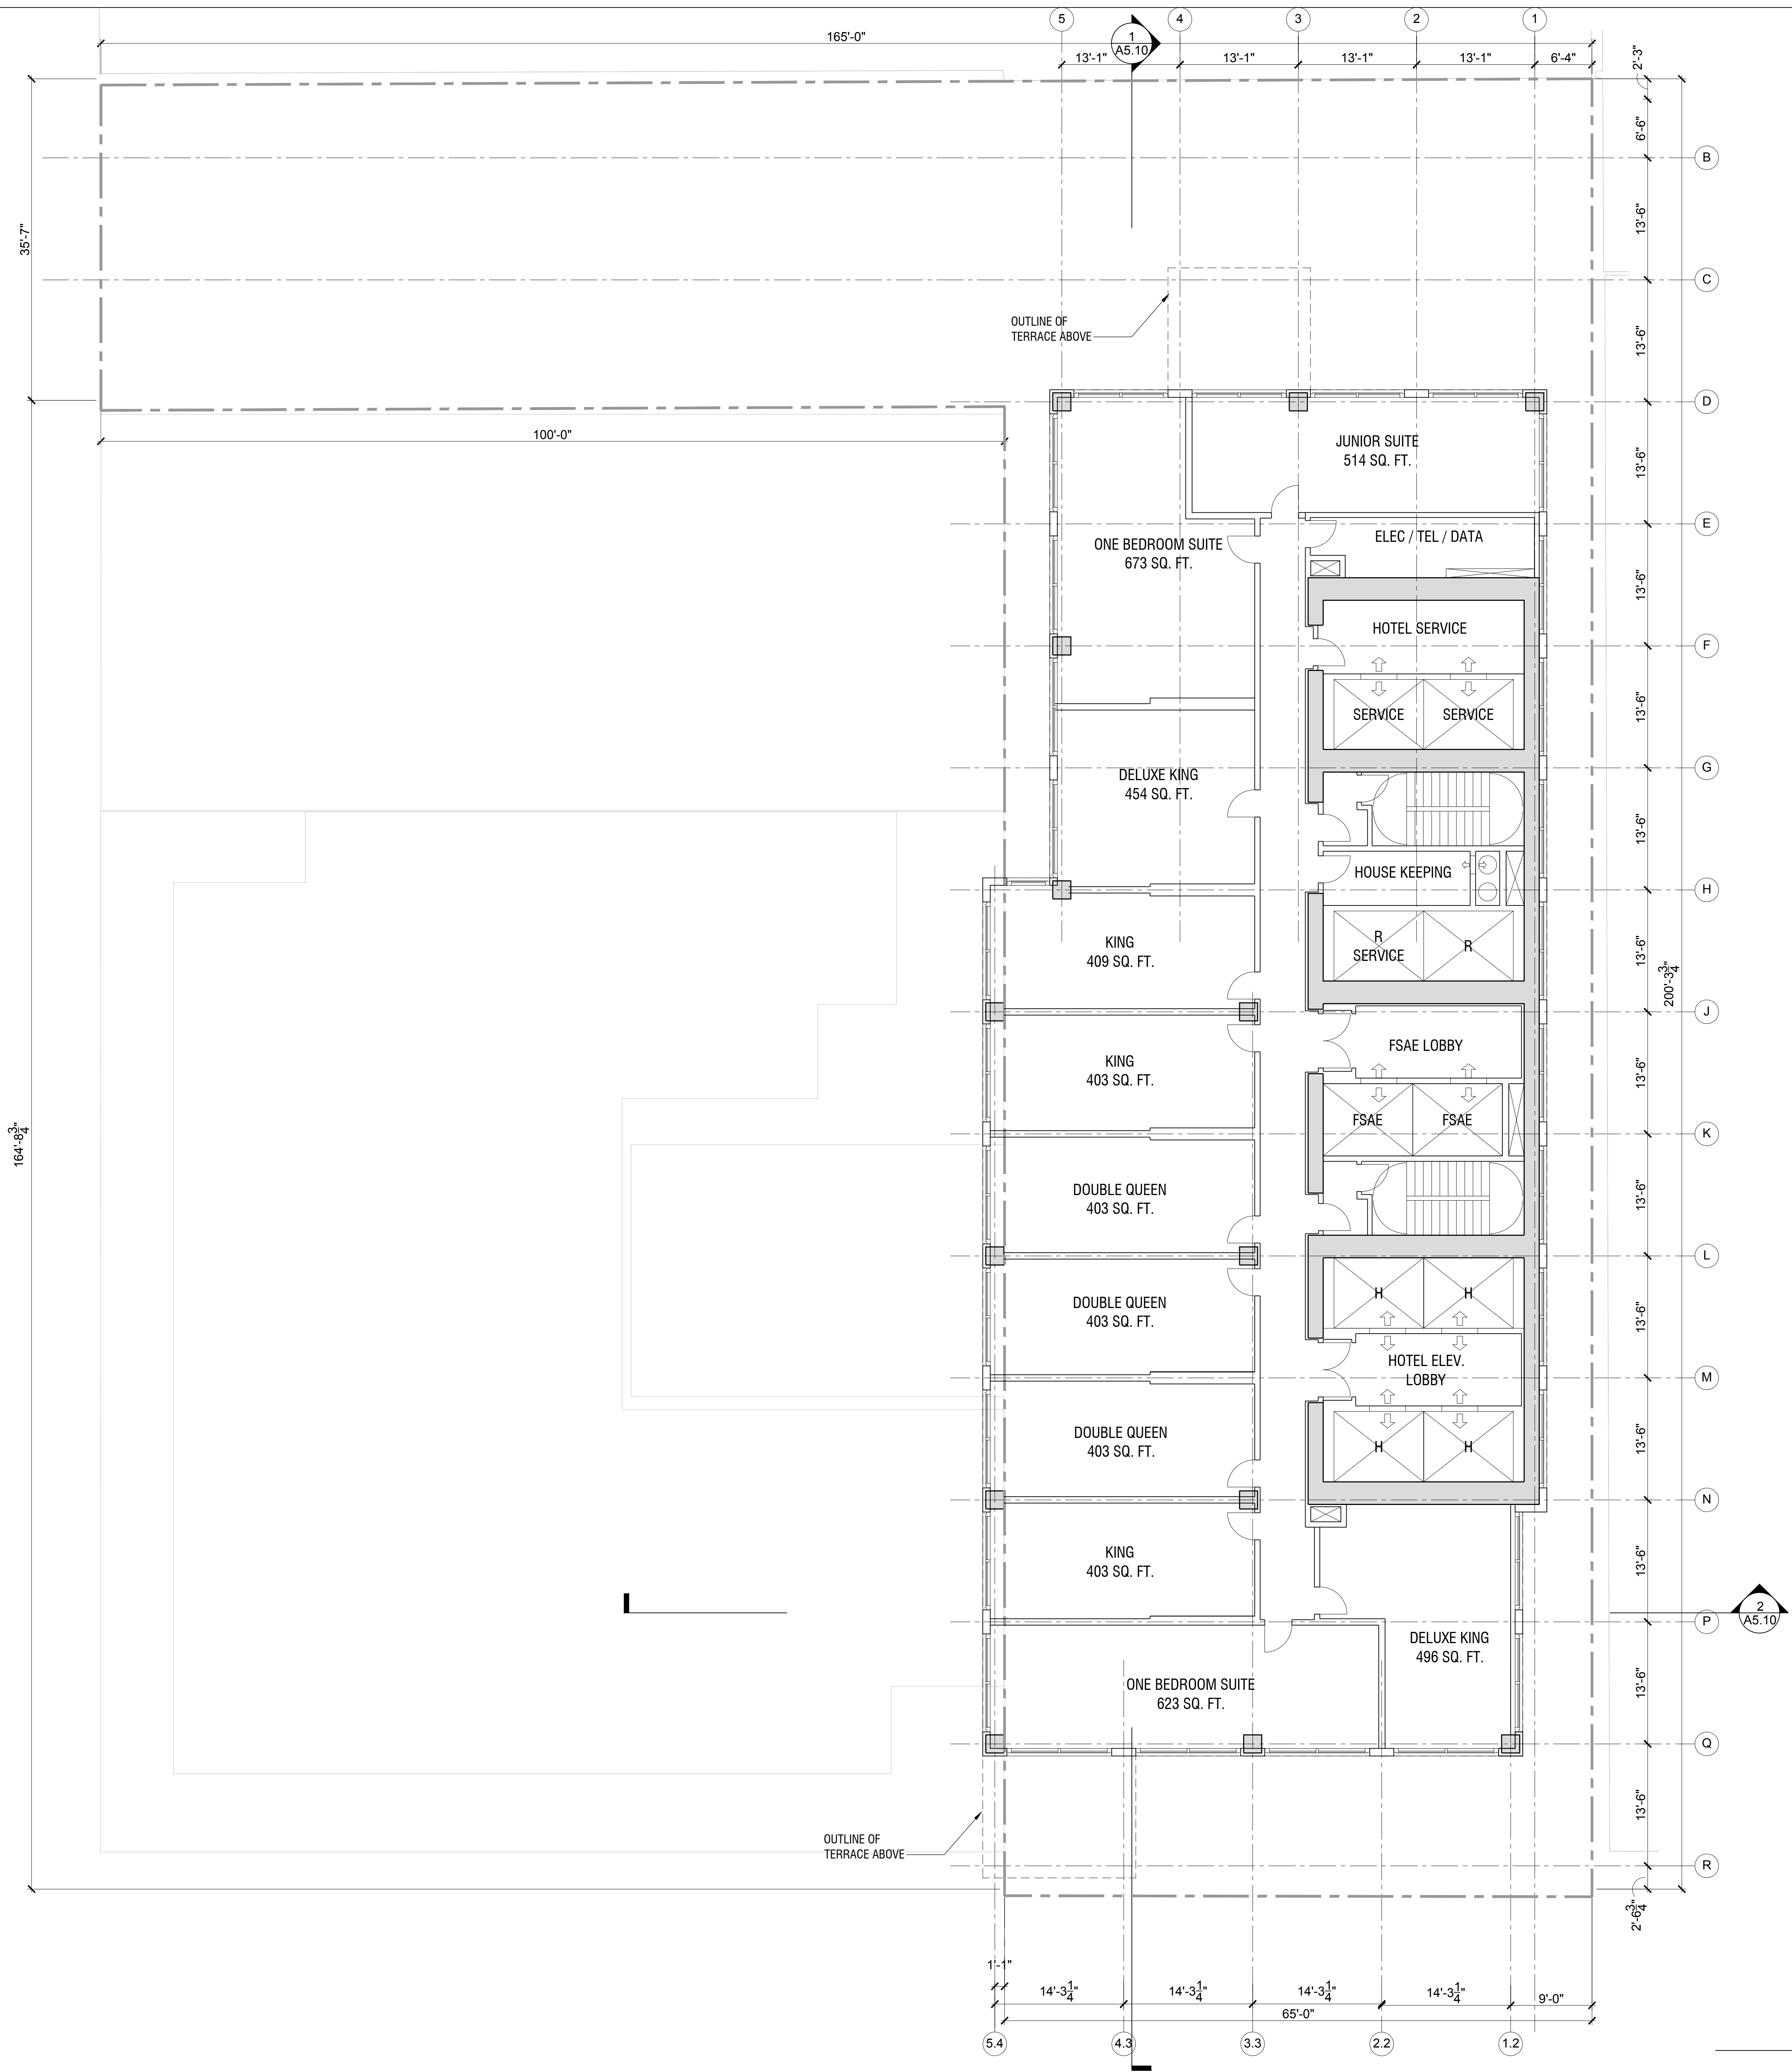 5
4
3
2
1
1
A5.10
165'-0"
13'-1"
13'-1"
13'-1"
13'-1"
6'-4"
2'-3"
6'-6"
B
13'-6"
35'-7"
C
OUTLINE OF
TERRACE ABOVE
13'-6"
D
100'-0"
JUNIOR SUITE
514 SQ. FT.
13'-6"
E
ELEC / TEL / DATA
ONE BEDROOM SUITE
673 SQ. FT.
13'-6"
HOTEL SERVICE
F
SERVICE
SERVICE
13'-6"
G
DELUXE KING
454 SQ. FT.
13'-6"
HOUSE KEEPING
H
KING
409 SQ. FT.
R
SERVICE
R
13'-6"
200'-3 3/4"
J
KING
403 SQ. FT.
FSAE LOBBY
13'-6"
FSAE
FSAE
K
164'-8 3/4"
DOUBLE QUEEN
403 SQ. FT.
13'-6"
L
DOUBLE QUEEN
403 SQ. FT.
H
H
13'-6"
HOTEL ELEV.
LOBBY
M
DOUBLE QUEEN
403 SQ. FT.
H
H
13'-6"
N
KING
403 SQ. FT.
13'-6"
2
A5.10
P
DELUXE KING
496 SQ. FT.
ONE BEDROOM SUITE
623 SQ. FT.
13'-6"
Q
OUTLINE OF
TERRACE ABOVE
13'-6"
R
2'-6 3/4"
1'-1"
14'-3 1/4"
14'-3 1/4"
14'-3 1/4"
14'-3 1/4"
9'-0"
65'-0"
5.4
4.3
3.3
2.2
1.2